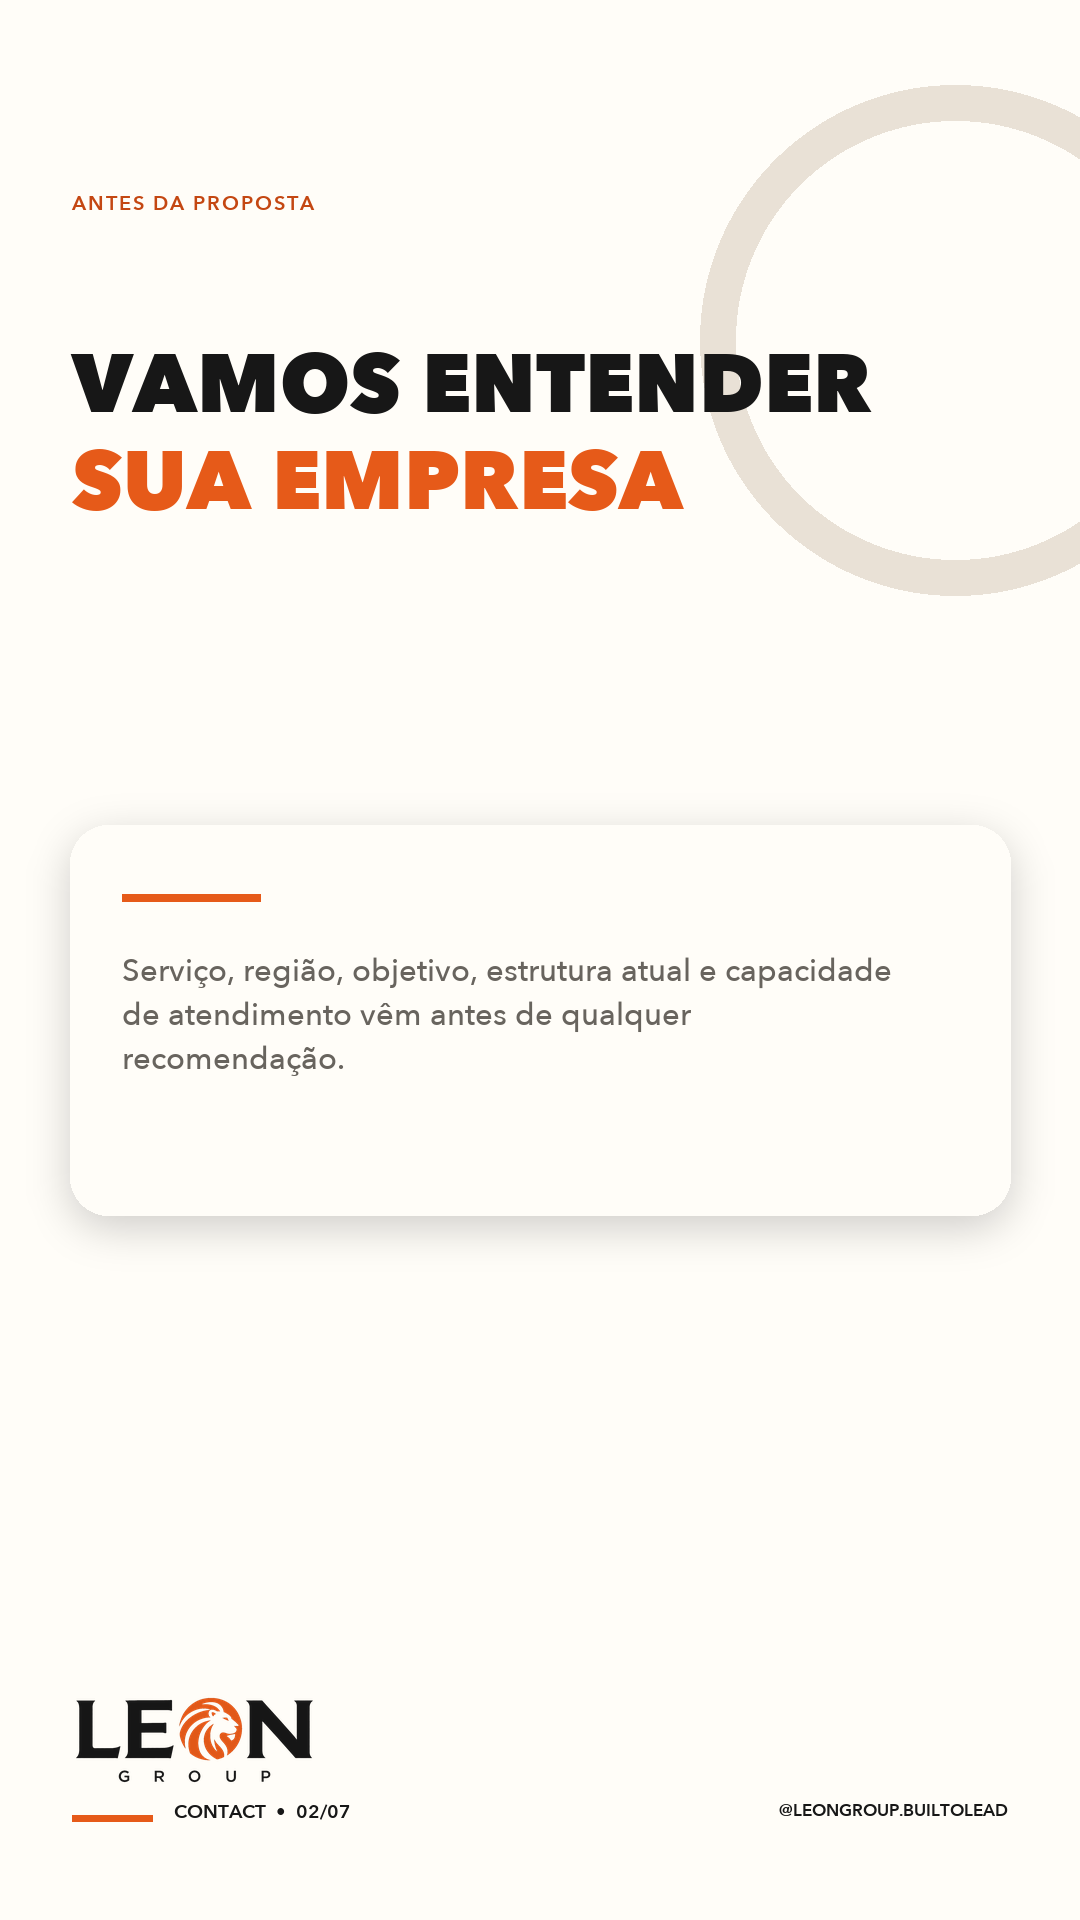 ANTES DA PROPOSTA
VAMOS ENTENDER
SUA EMPRESA
Serviço, região, objetivo, estrutura atual e capacidade
de atendimento vêm antes de qualquer
recomendação.
LEON
GROUP
CONTACT • 02/07
@LEONGROUP.BUILTOLEAD